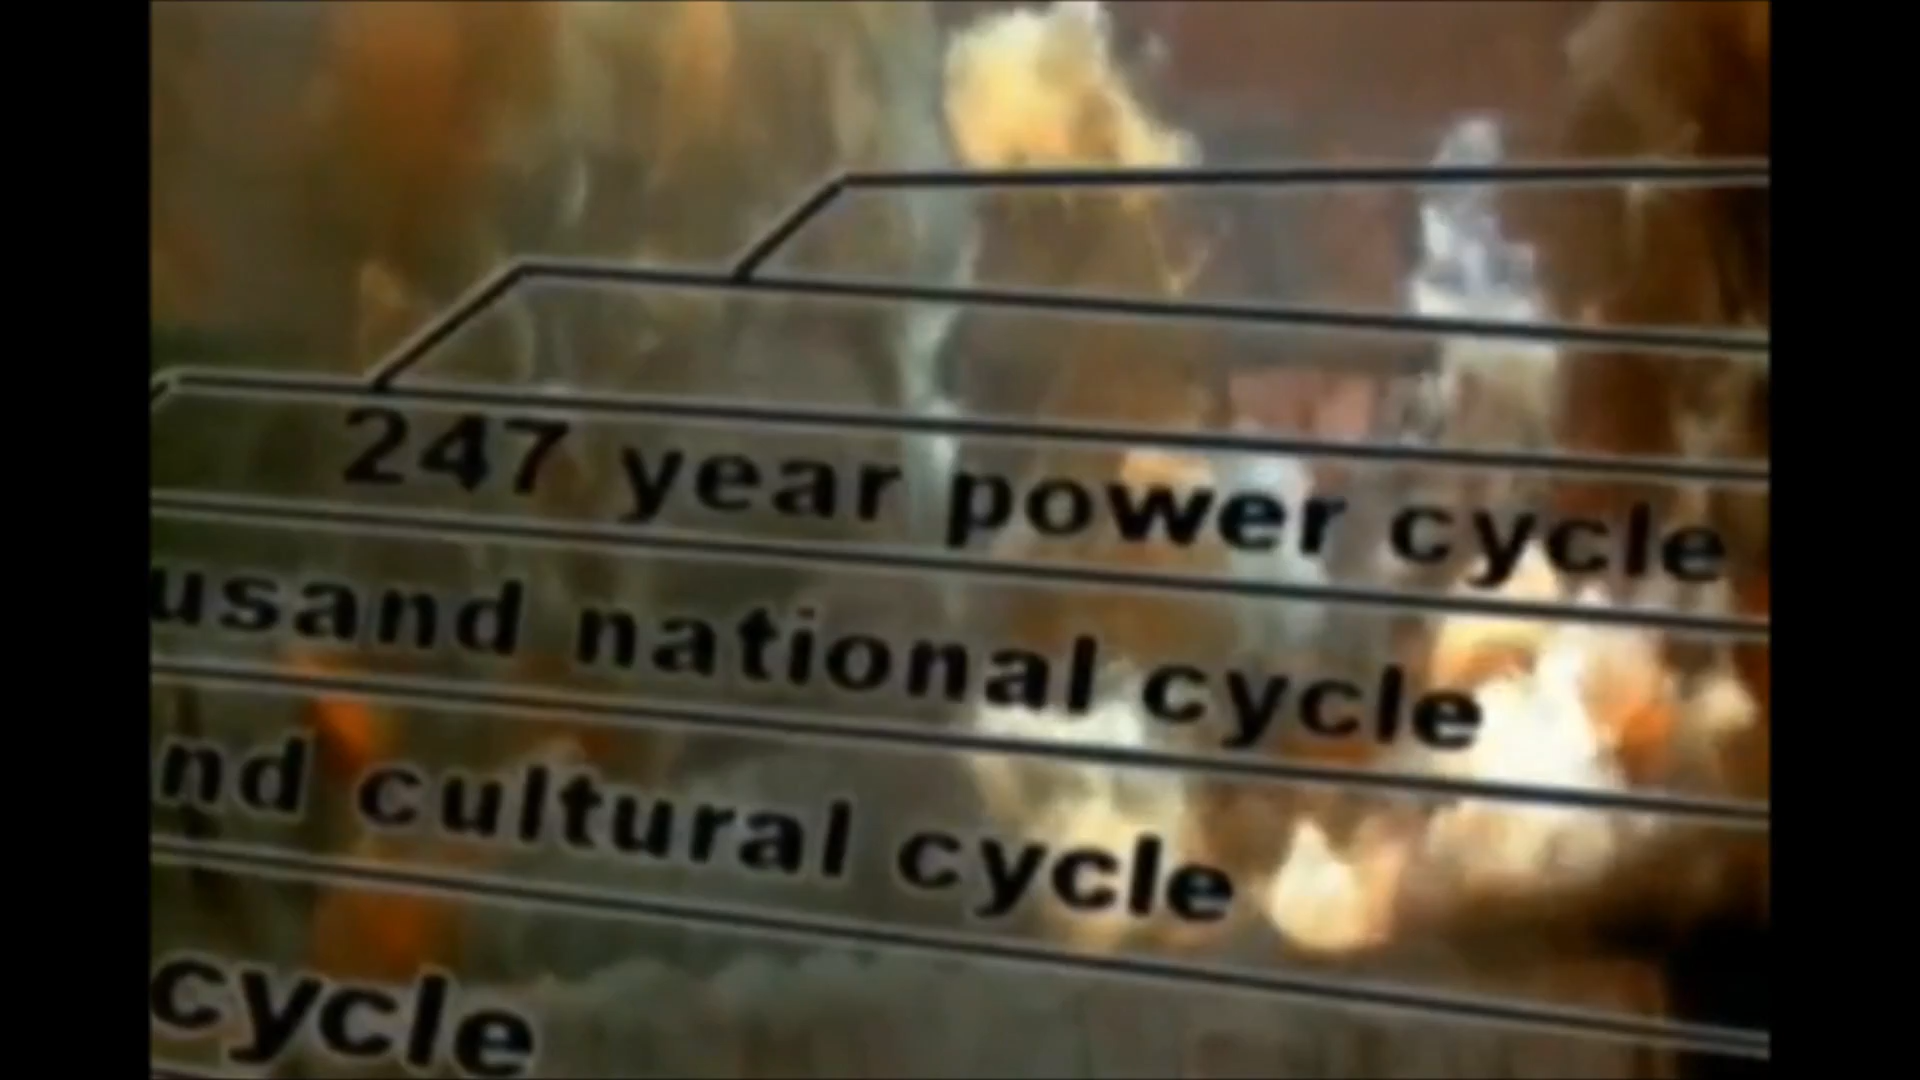 247 year power cycle
usand national cycle
nd cultural cycle
cycle